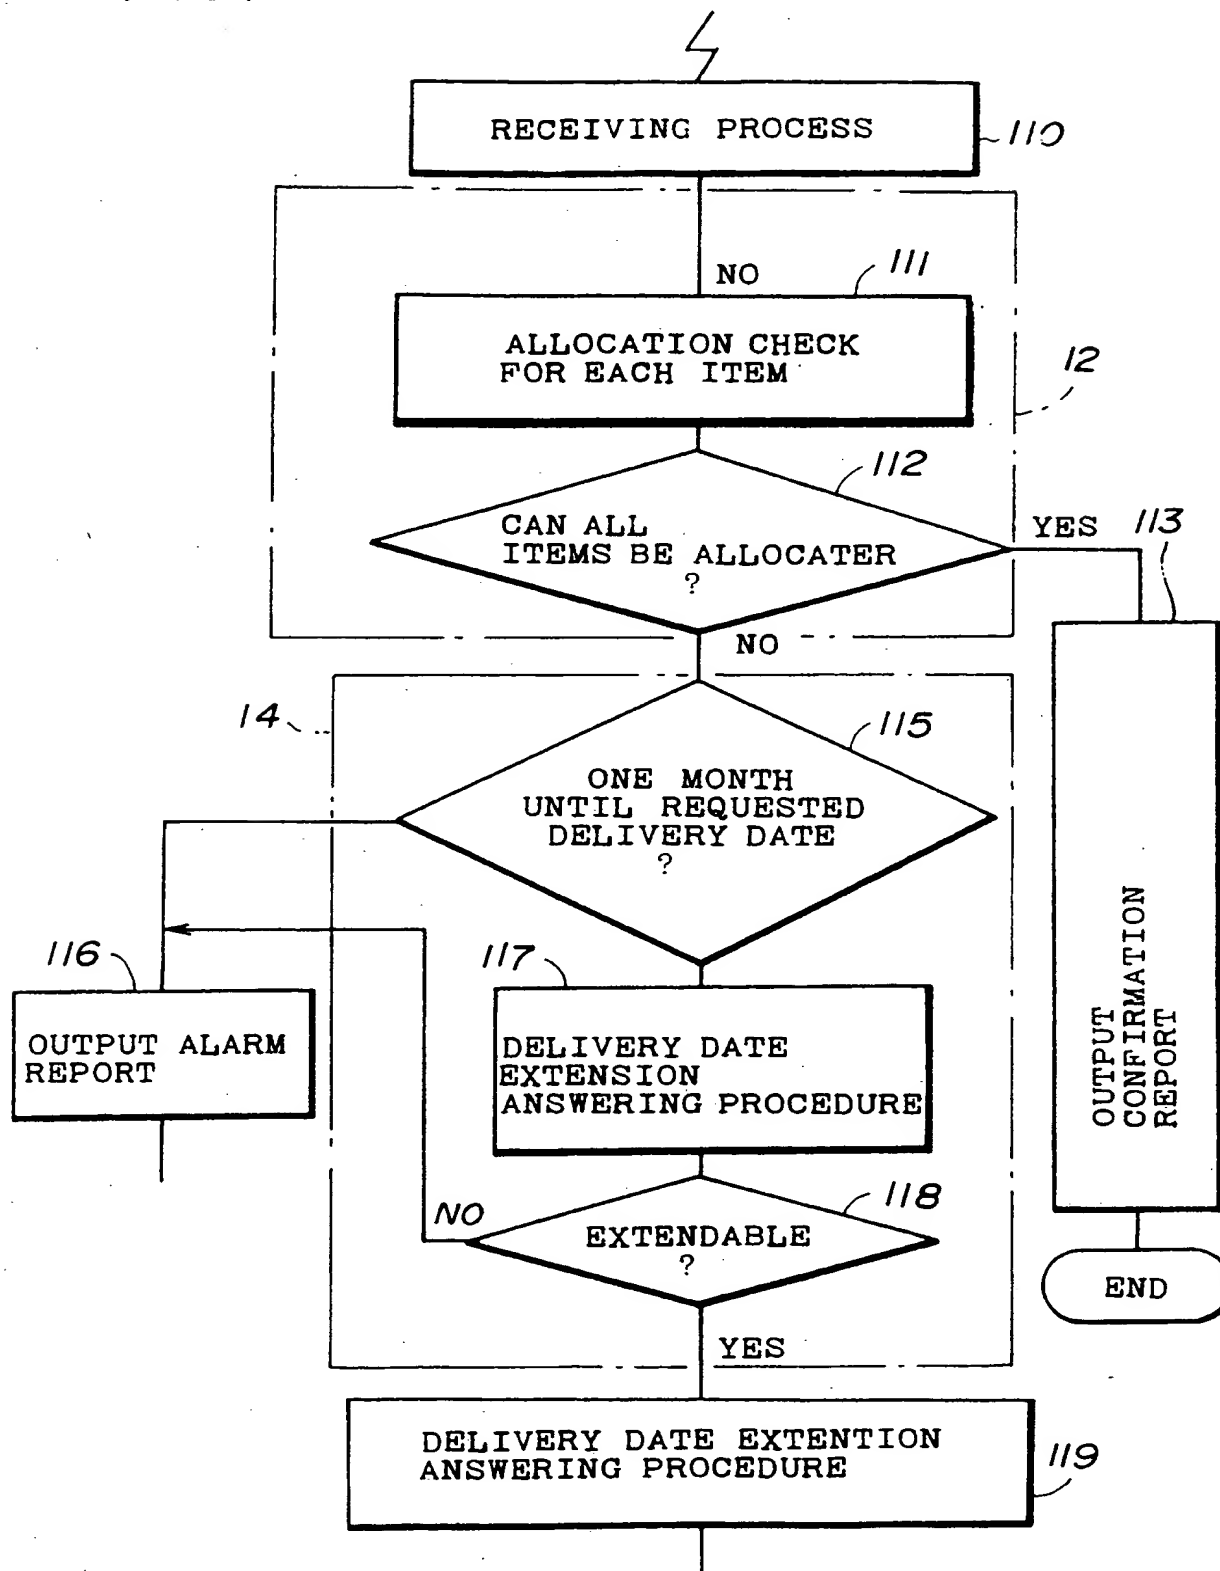 RECEIVING PROCESS
110
NO
111
ALLOCATION CHECK
FOR EACH ITEM
12
112
CAN ALL
ITEMS BE ALLOCATER
?
YES
113
NO
14
115
ONE MONTH
UNTIL REQUESTED
DELIVERY DATE
?
116
OUTPUT ALARM
REPORT
117
DELIVERY DATE
EXTENSION
ANSWERING PROCEDURE
OUTPUT
CONFIRMATION
REPORT
NO
118
EXTENDABLE
?
END
YES
DELIVERY DATE EXTENTION
ANSWERING PROCEDURE
119